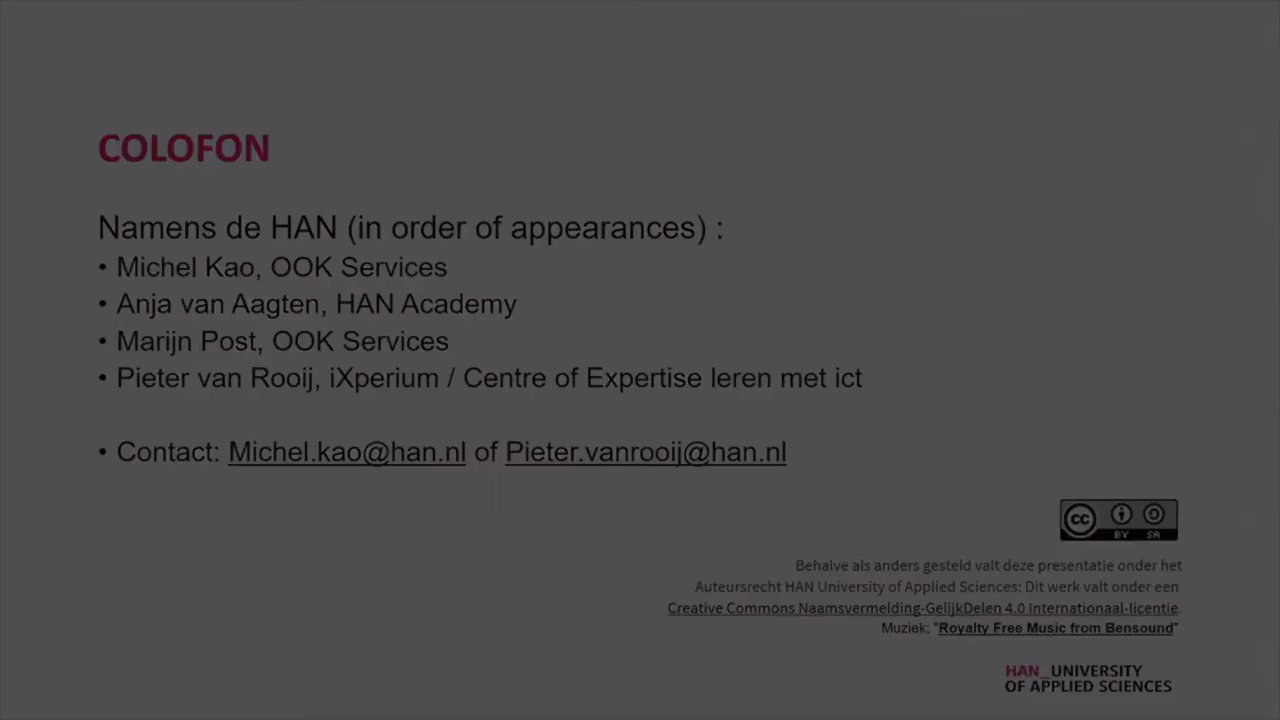 COLOFON
Namens de HAN (in order of appearances) :
• Michel Kao, OOK Services
• Anja van Aagten, HAN Academy
• Marijn Post, OOK Services
• Pieter van Rooij, iXperium / Centre of Expertise leren met ict
• Contact: Michel.kao@han.nl of Pieter.vanrooij@han.nl
cc BY SA
Behalve als anders gesteld valt deze presentatie onder het
Auteursrecht HAN University of Applied Sciences: Dit werk valt onder een
Creative Commons Naamsvermelding-GelijkDelen 4.0 Internationaal-licentie.
Muziek: "Royalty Free Music from Bensound"
HAN_UNIVERSITY
OF APPLIED SCIENCES